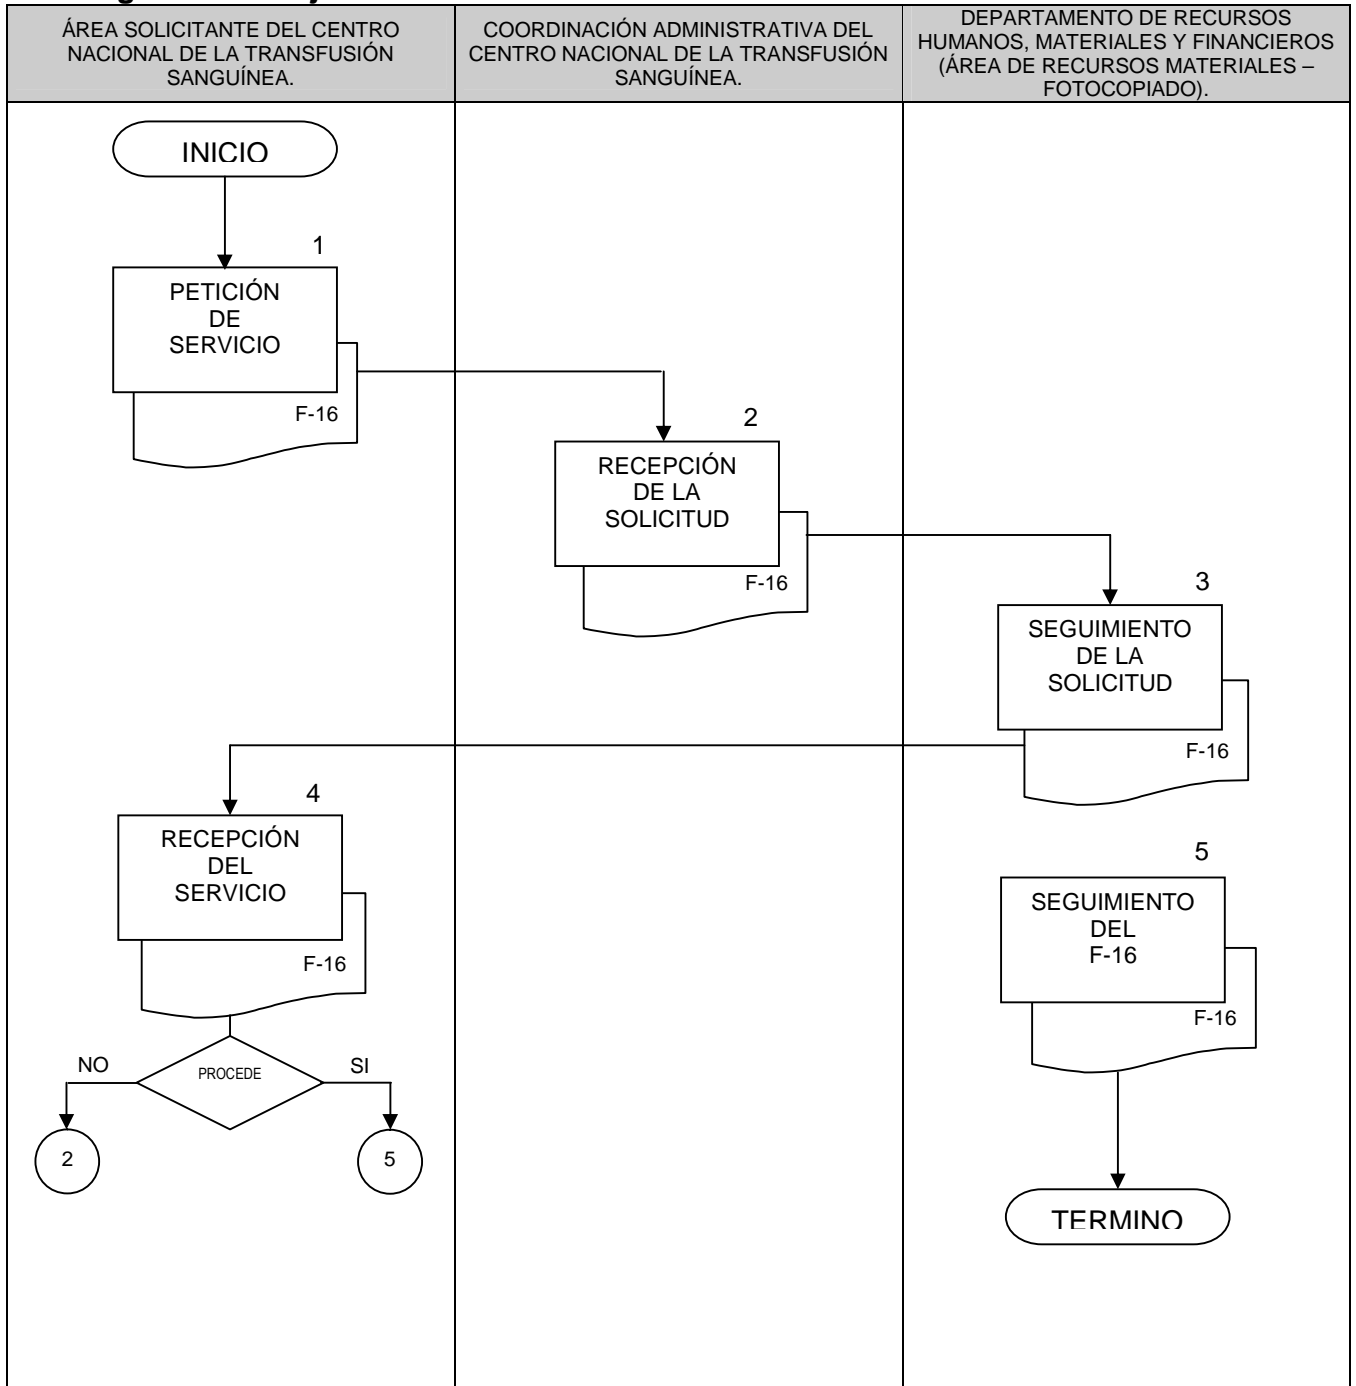 ÁREA SOLICITANTE DEL CENTRO
NACIONAL DE LA TRANSFUSIÓN
SANGUÍNEA.
COORDINACIÓN ADMINISTRATIVA DEL
CENTRO NACIONAL DE LA TRANSFUSIÓN
SANGUÍNEA.
DEPARTAMENTO DE RECURSOS
HUMANOS, MATERIALES Y FINANCIEROS
(ÁREA DE RECURSOS MATERIALES –
FOTOCOPIADO).
INICIO
1
PETICIÓN
DE
SERVICIO
F-16
2
RECEPCIÓN
DE LA
SOLICITUD
F-16
3
SEGUIMIENTO
DE LA
SOLICITUD
F-16
4
RECEPCIÓN
DEL
SERVICIO
F-16
5
SEGUIMIENTO
DEL
F-16
F-16
NO
PROCEDE
SI
2
5
TERMINO